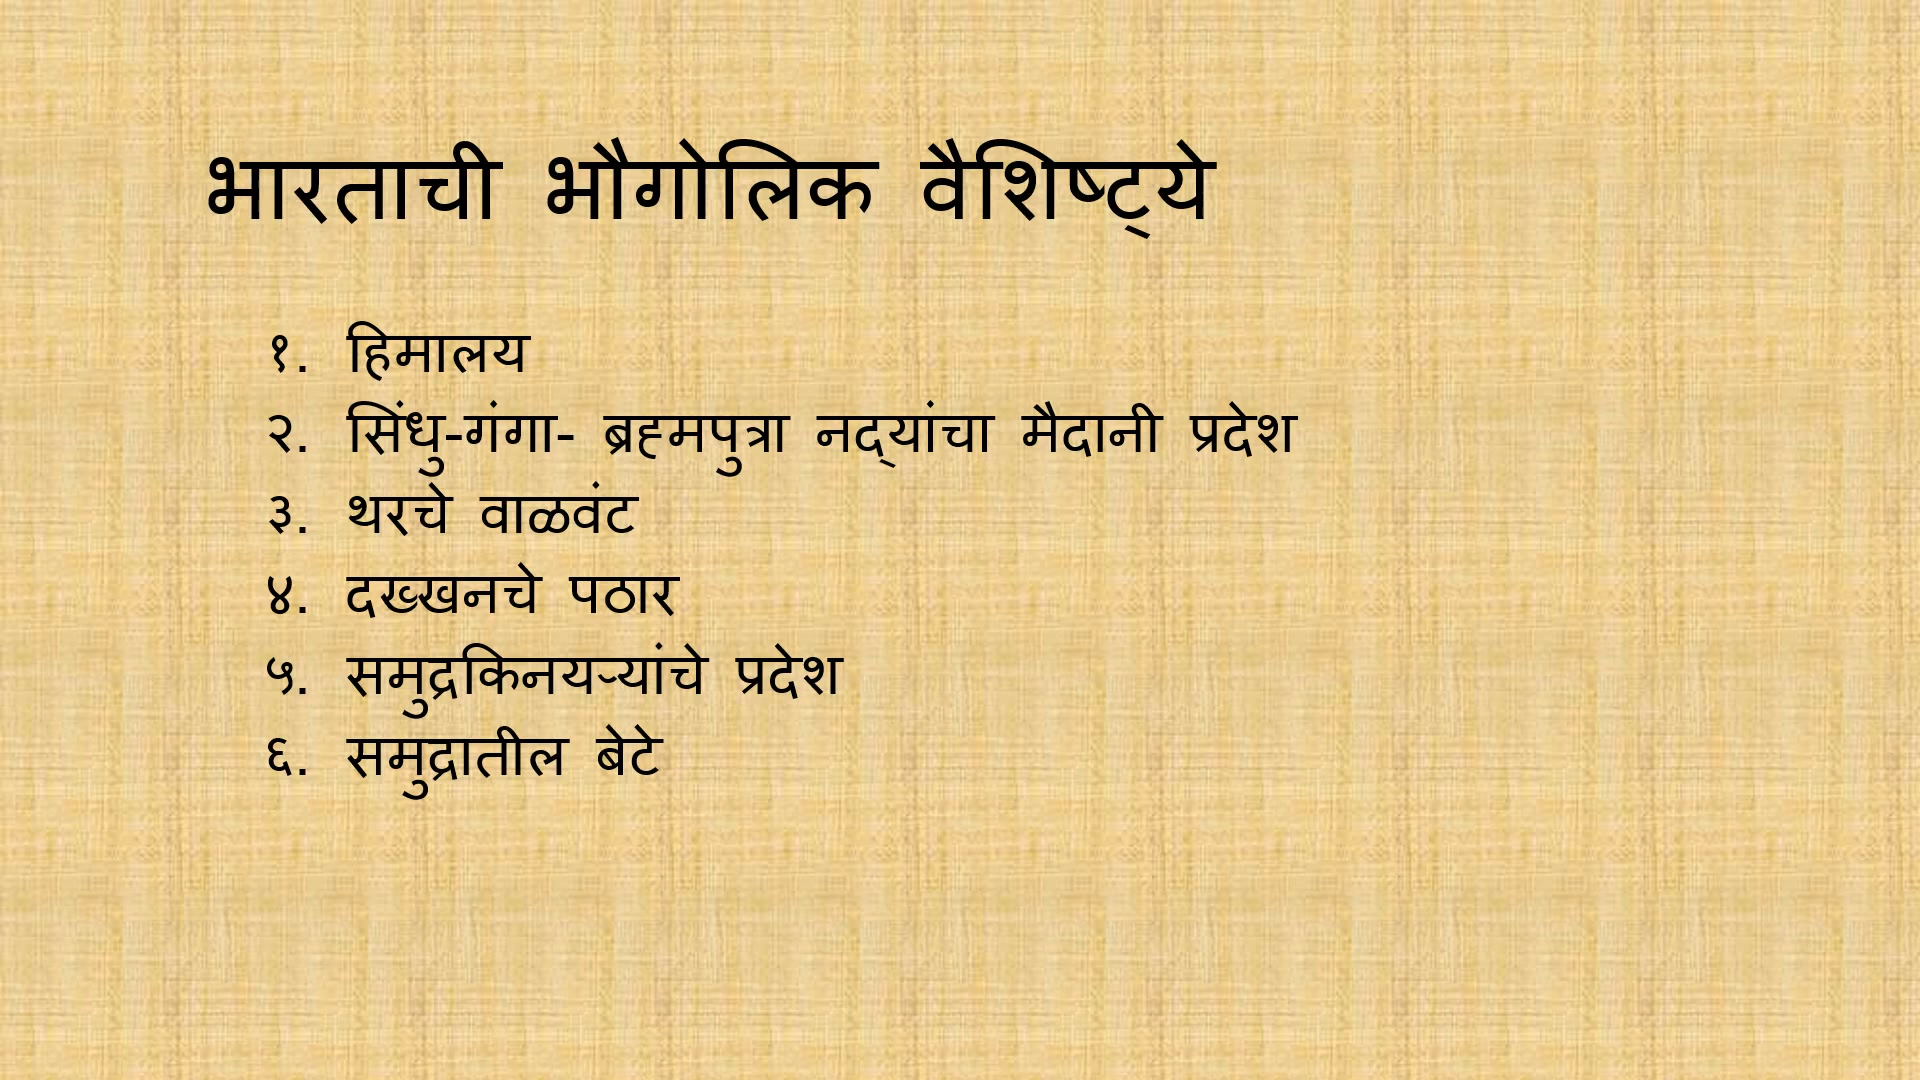 भारताची भौगोलिक वैशिष्ट्ये
१. हिमालय
२. सिंधु-गंगा- ब्रह्मपुत्रा नद्यांचा मैदानी प्रदेश
३. थरचे वाळवंट
४. दख्खनचे पठार
५. समुद्रकिनयऱ्यांचे प्रदेश
६. समुद्रातील बेटे